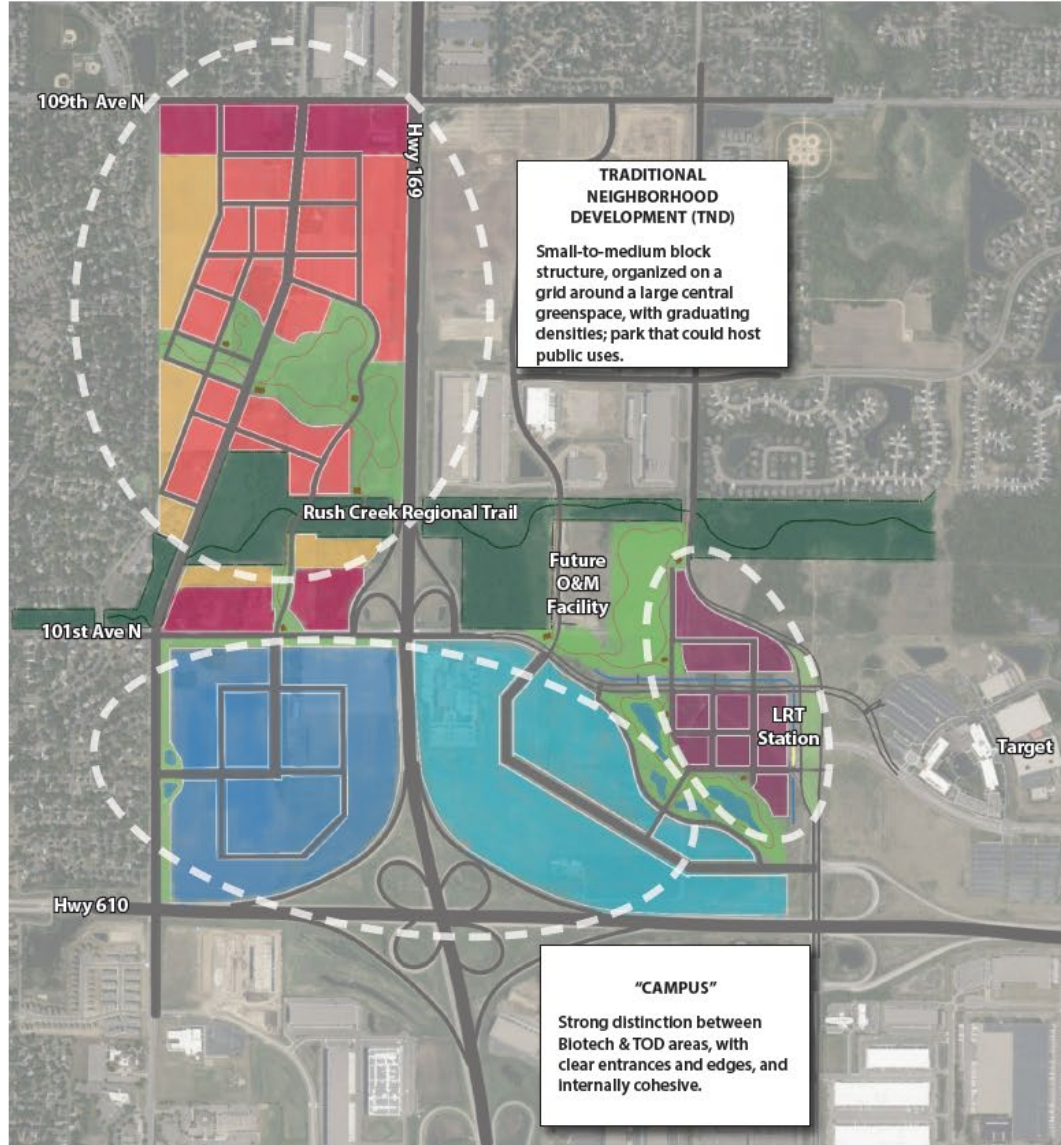 109th Ave N
Hwy 169
TRADITIONAL
NEIGHBORHOOD
DEVELOPMENT (TND)
Small-to-medium block
structure, organized on a
grid around a large central
greenspace, with graduating
densities; park that could host
public uses.
Rush Creek Regional Trail
Future
O&M
Facility
101st Ave N
LRT
Station
Target
Hwy 610
"CAMPUS"
Strong distinction between
Biotech & TOD areas, with
clear entrances and edges, and
internally cohesive.